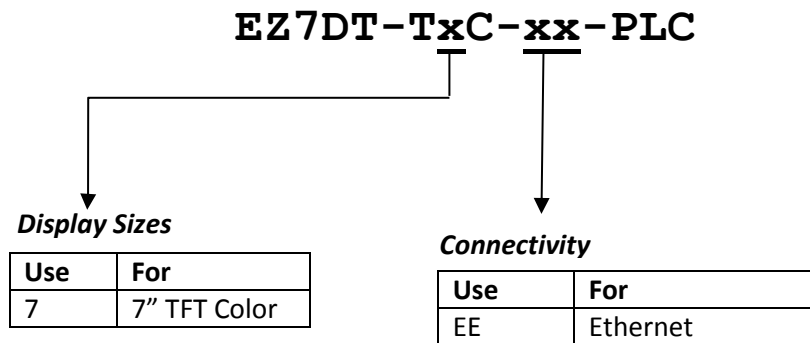 EZ7DT-TxC-xx-PLC
Display Sizes
Use For
7 7” TFT Color
Connectivity
Use For
EE Ethernet